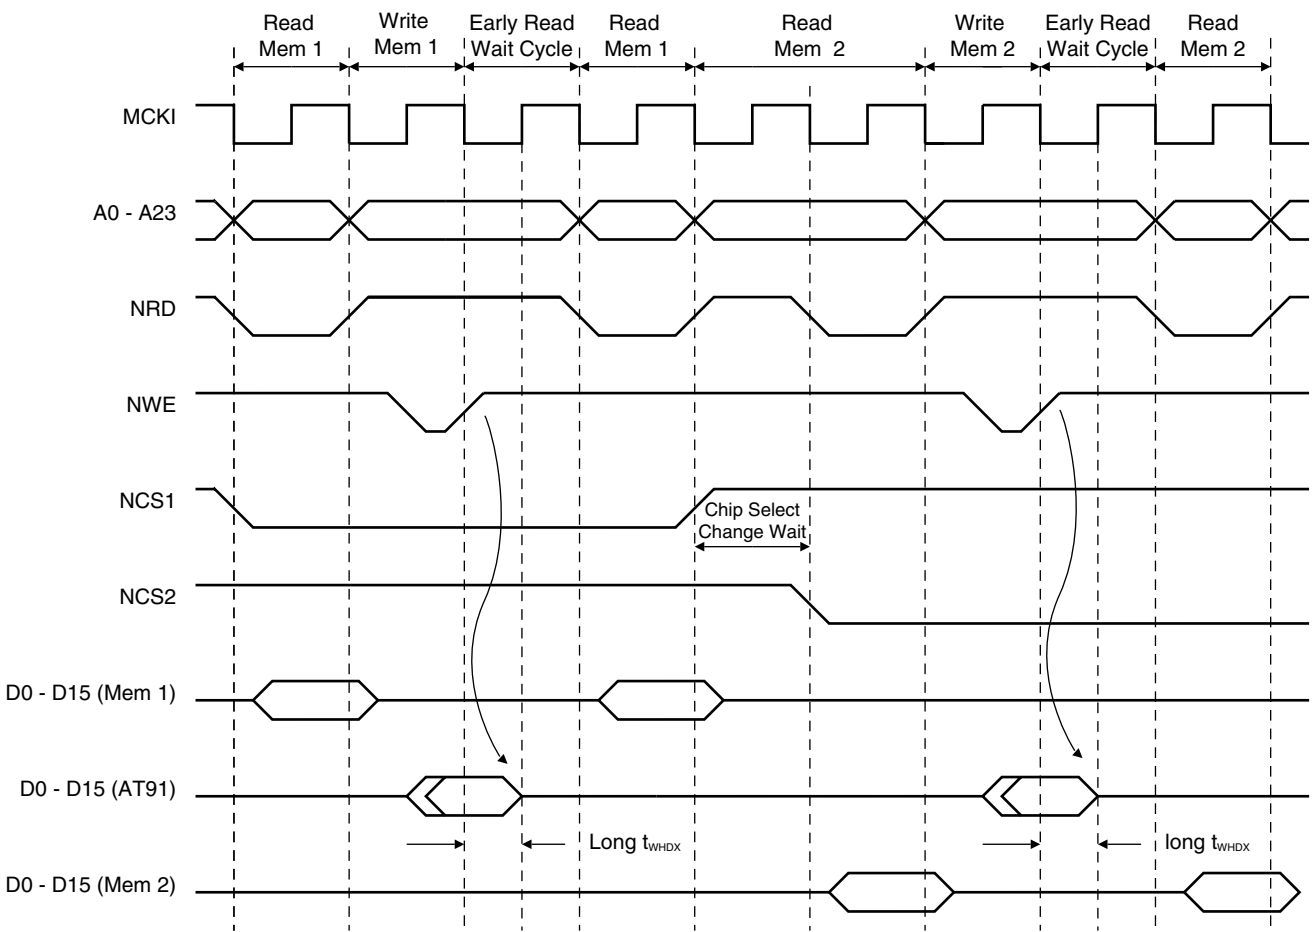 Read Mem 1
Write Mem 1
Early Read Wait Cycle
Read Mem 1
Read Mem 2
Write Mem 2
Early Read Wait Cycle
Read Mem 2
MCKI
A0 - A23
NRD
NWE
NCS1
Chip Select
Change Wait
NCS2
D0 - D15 (Mem 1)
D0 - D15 (AT91)
Long tWHDX
long tWHDX
D0 - D15 (Mem 2)